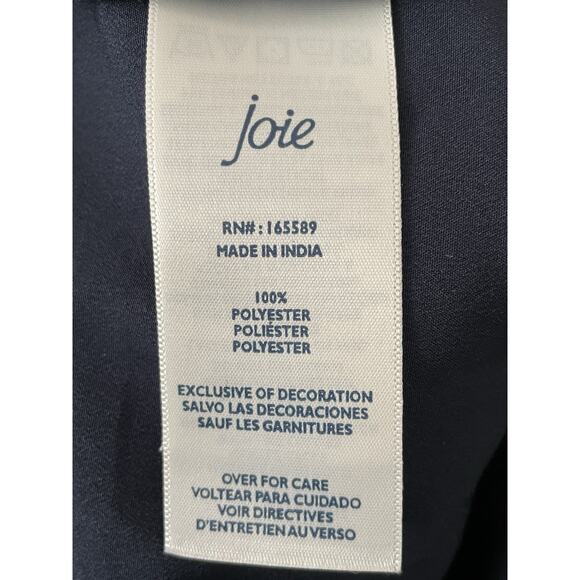 joie
RN#: 165589
MADE IN INDIA
100%
POLYESTER
POLIÉSTER
POLYESTER
EXCLUSIVE OF DECORATION
SALVO LAS DECORACIONES
SAUF LES GARNITURES
OVER FOR CARE
VOLTEAR PARA CUIDADO
VOIR DIRECTIVES
D'ENTRETIEN AU VERSO